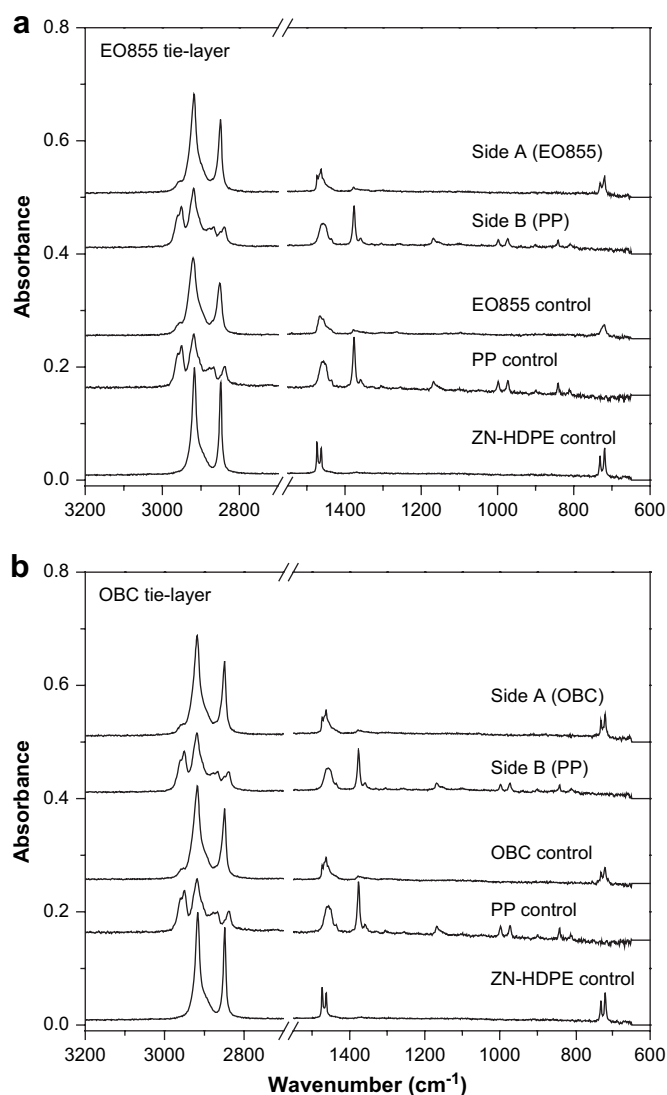 a
0.8
EO855 tie-layer
0.6
Side A (EO855)
Side B (PP)
0.4
EO855 control
0.2
PP control
ZN-HDPE control
0.0
Absorbance
3200 3000 2800 1400 1200 1000 800 600
b
0.8
OBC tie-layer
0.6
Side A (OBC)
Side B (PP)
0.4
OBC control
0.2
PP control
ZN-HDPE control
0.0
Absorbance
3200 3000 2800 1400 1200 1000 800 600
Wavenumber (cm-1)